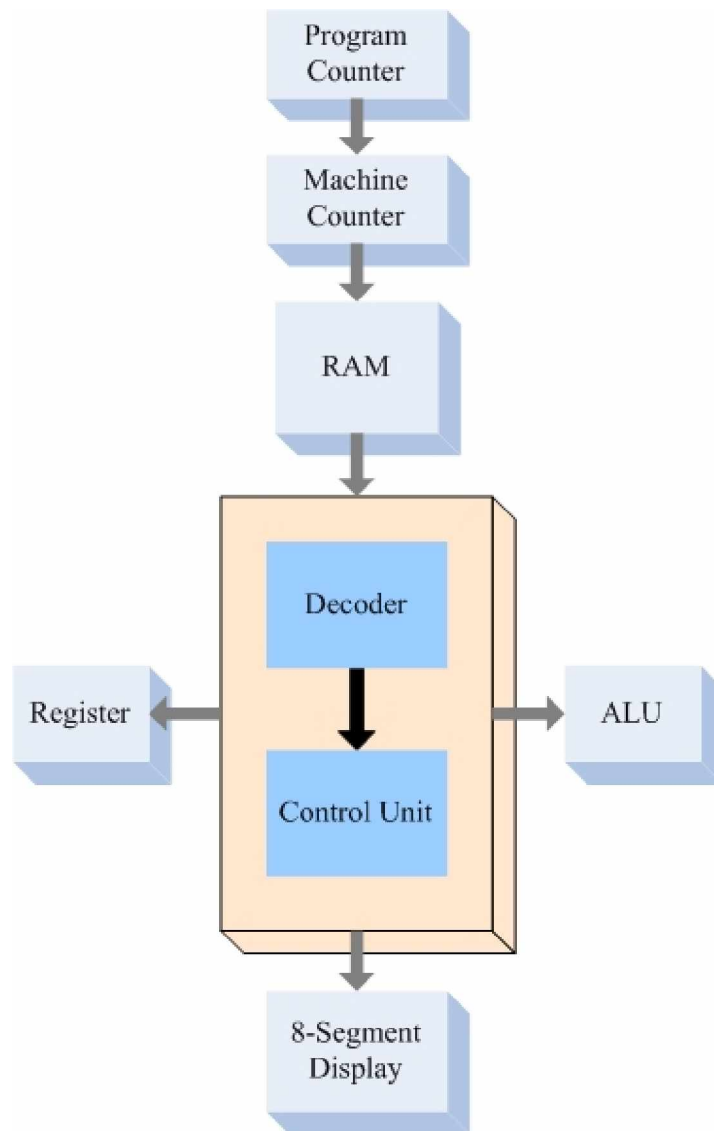 Program
Counter
Machine
Counter
RAM
Decoder
Register
ALU
Control Unit
8-Segment
Display